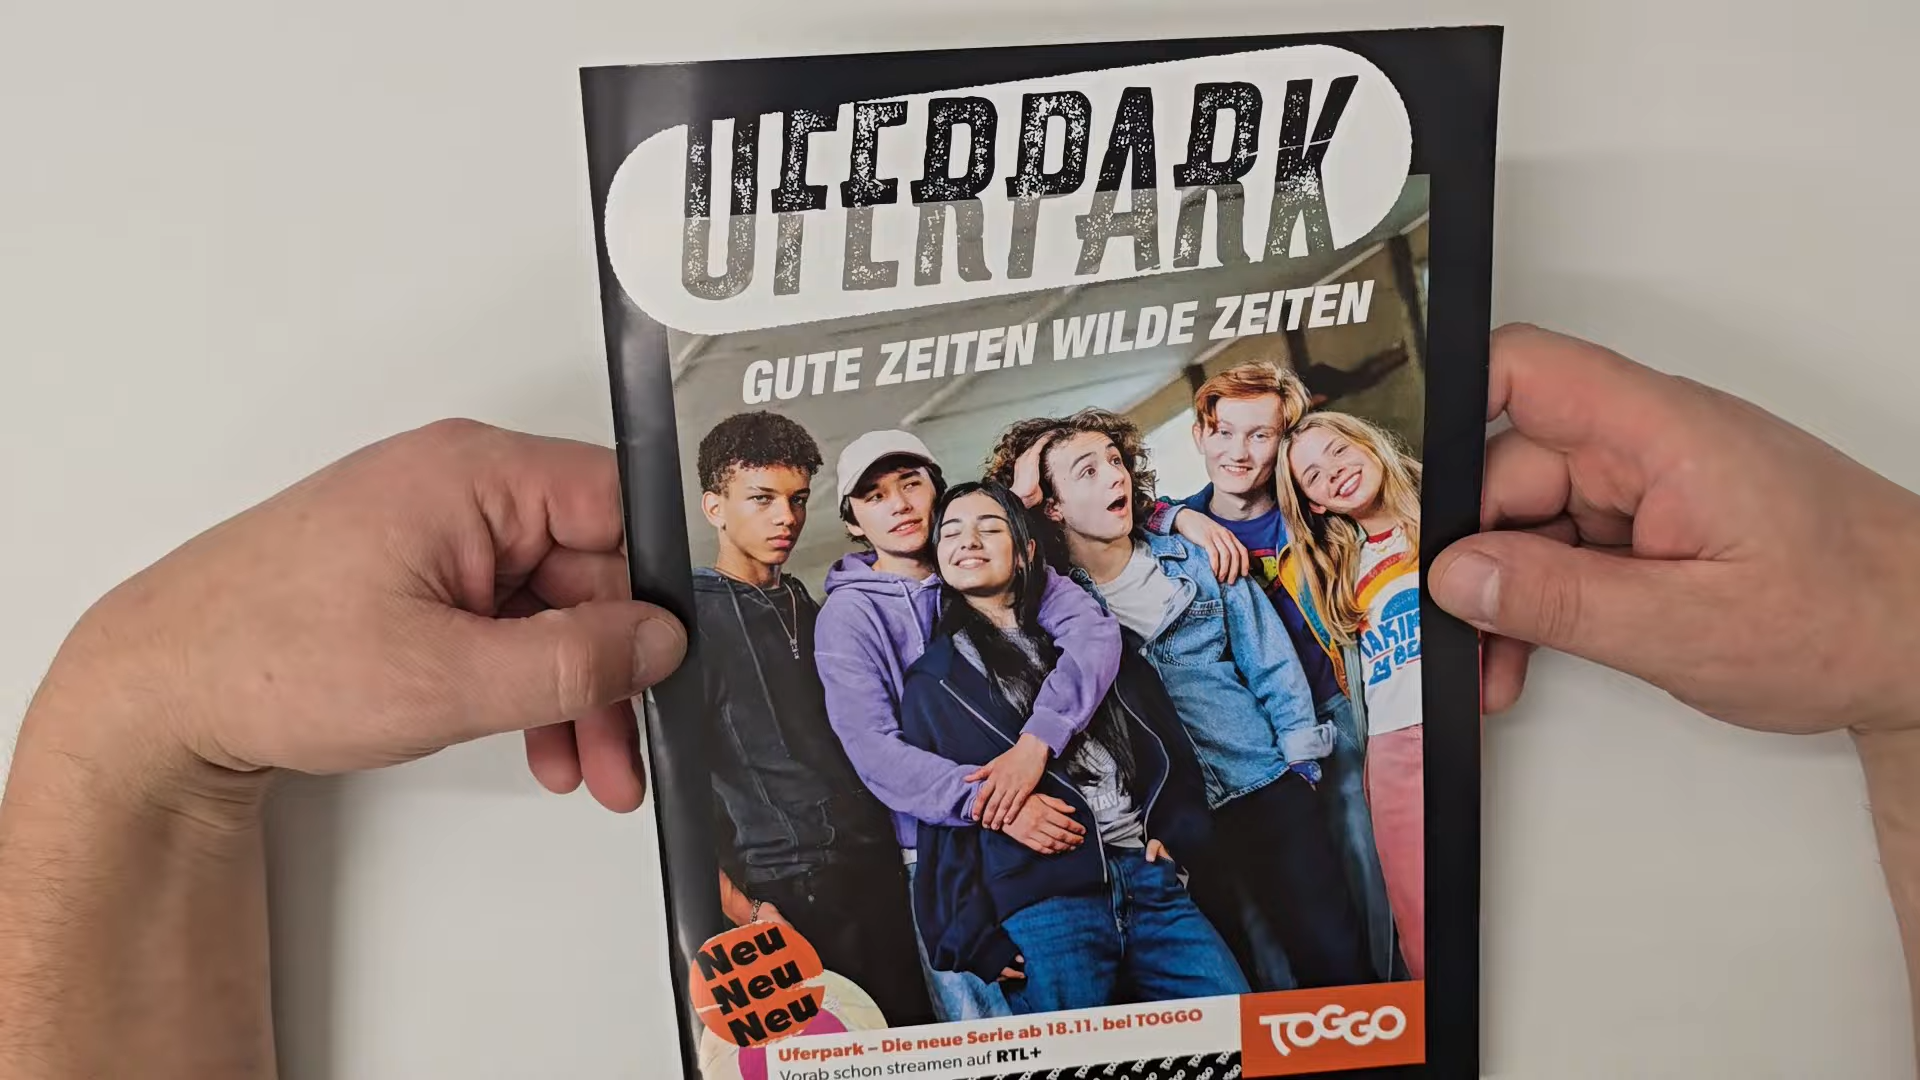 UFERPARK
GUTE ZEITEN WILDE ZEITEN
Neu
Neu
Neu
Uferpark – Die neue Serie ab 18.11. bei TOGGO
Vorab schon streamen auf RTL+
TOGGO